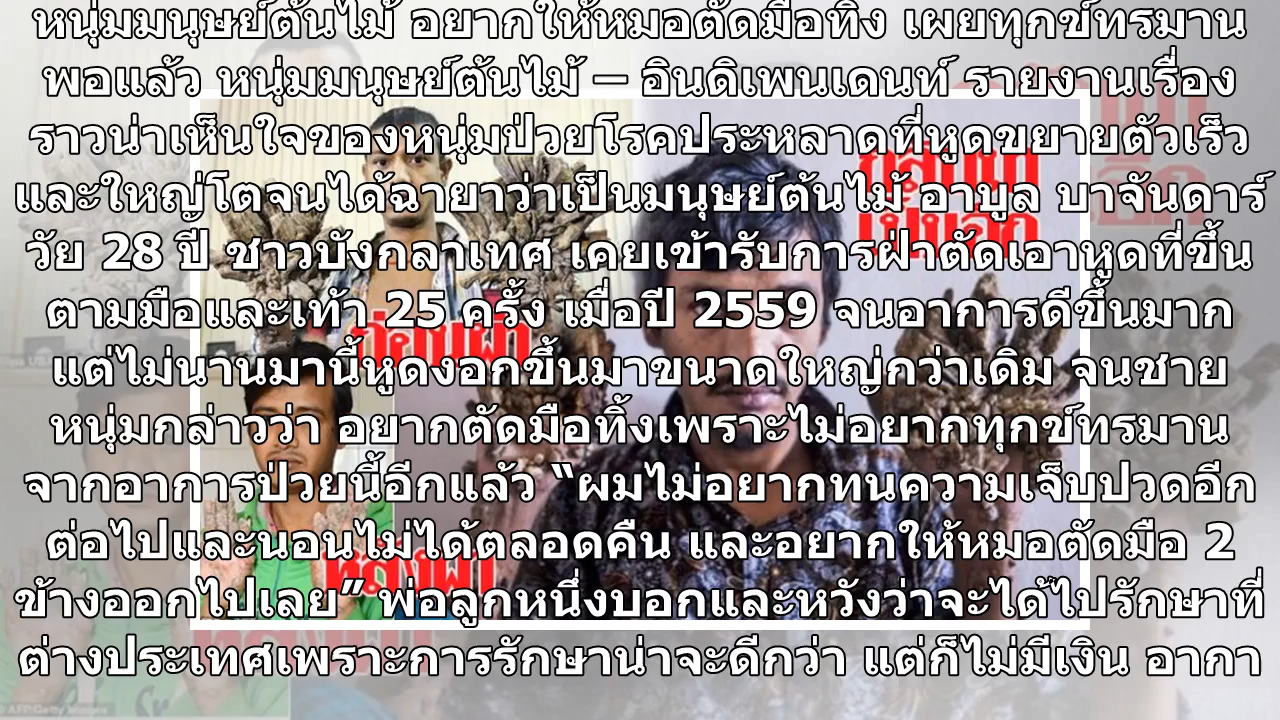 หนุ่มมนุษย์ต้นไม้ อยากให้หมอตัดมือทิ้ง เผยทุกข์ทรมาน
พอแล้ว หนุ่มมนุษย์ต้นไม้ – อินดิเพนเดนท์ รายงานเรื่อง
ราวน่าเห็นใจของหนุ่มป่วยโรคประหลาดที่หูดขยายตัวเร็ว
และใหญ่โตจนได้ฉายาว่าเป็นมนุษย์ต้นไม้ อาบูล บาจันดาร์
วัย 28 ปี ชาวบังกลาเทศ เคยเข้ารับการฝ่าตัดเอาหูดที่ขึ้น
ตามมือและเท้า 25 ครั้ง เมื่อปี 2559 จนอาการดีขึ้นมาก
แต่ไม่นานมานี้หูดงอกขึ้นมาขนาดใหญ่กว่าเดิม จนชาย
หนุ่มกล่าวว่า อยากตัดมือทิ้งเพราะไม่อยากทุกข์ทรมาน
จากอาการป่วยนี้อีกแล้ว “ผมไม่อยากทนความเจ็บปวดอีก
ต่อไปและนอนไม่ได้ตลอดคืน และอยากให้หมอตัดมือ 2
ข้างออกไปเลย” พ่อลูกหนึ่งบอกและหวังว่าจะได้ไปรักษาที่
ต่างประเทศเพราะการรักษาน่าจะดีกว่า แต่ก็ไม่มีเงิน อากา
กลับมา
เป็นอีก
ก่อนผ่า
หลังผ่า